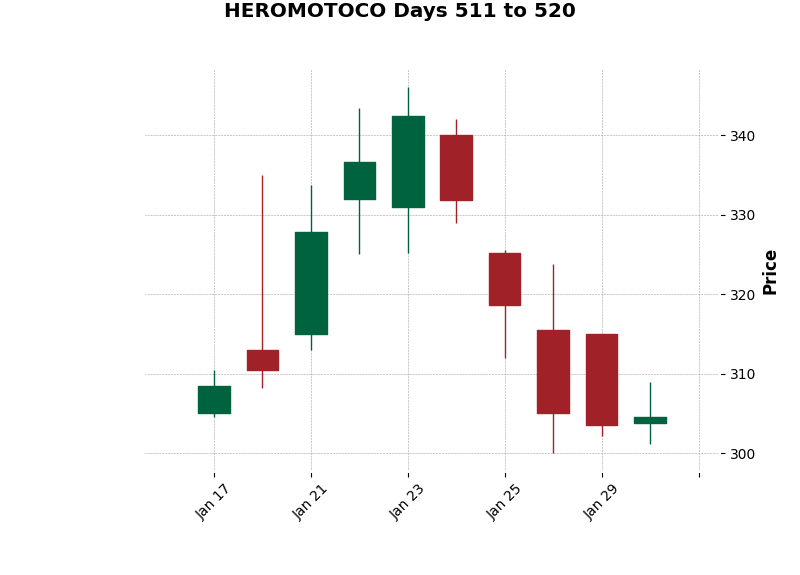 HEROMOTOCO Days 511 to 520
340
330
320
310
300
Price
Jan 17
Jan 21
Jan 23
Jan 25
Jan 29